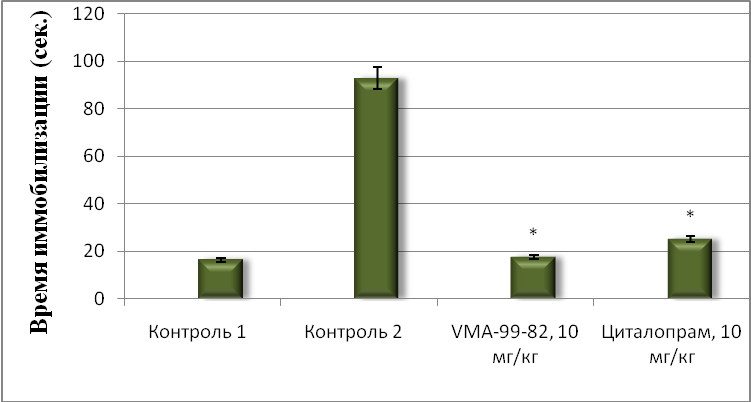 Время иммобилизации (сек.)
120
100
80
60
40
20
0
*
*
Контроль 1
Контроль 2
VMA-99-82, 10
мг/кг
Циталопрам, 10
мг/кг